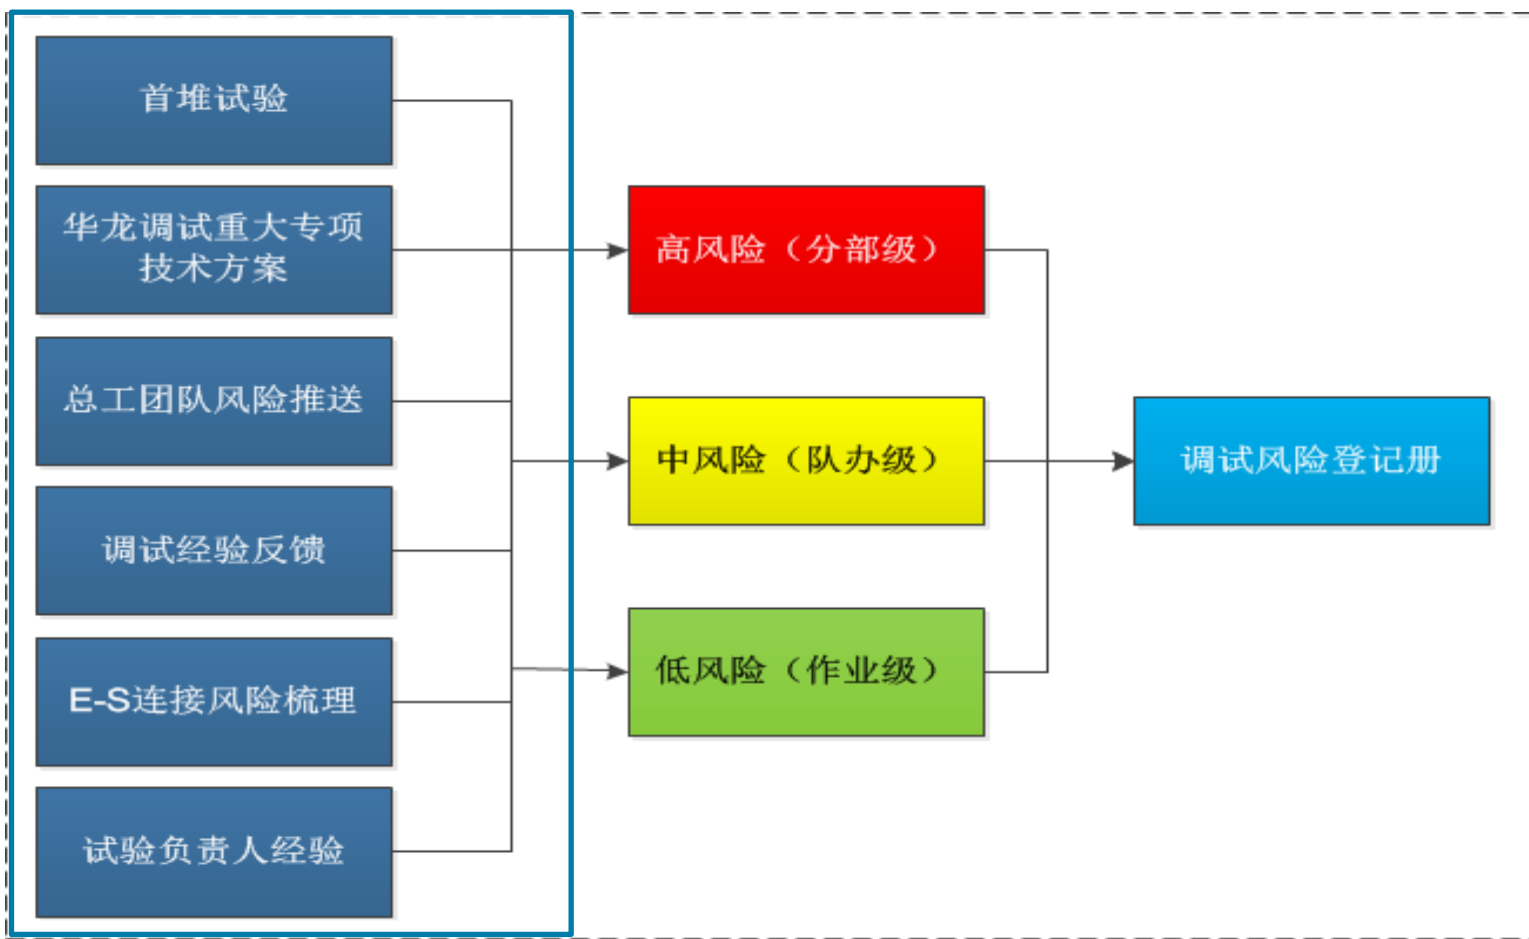 首堆试验
华龙调试重大专项
技术方案
总工团队风险推送
调试经验反馈
E-S连接风险梳理
试验负责人经验
高风险（分部级）
中风险（队办级）
低风险（作业级）
调试风险登记册